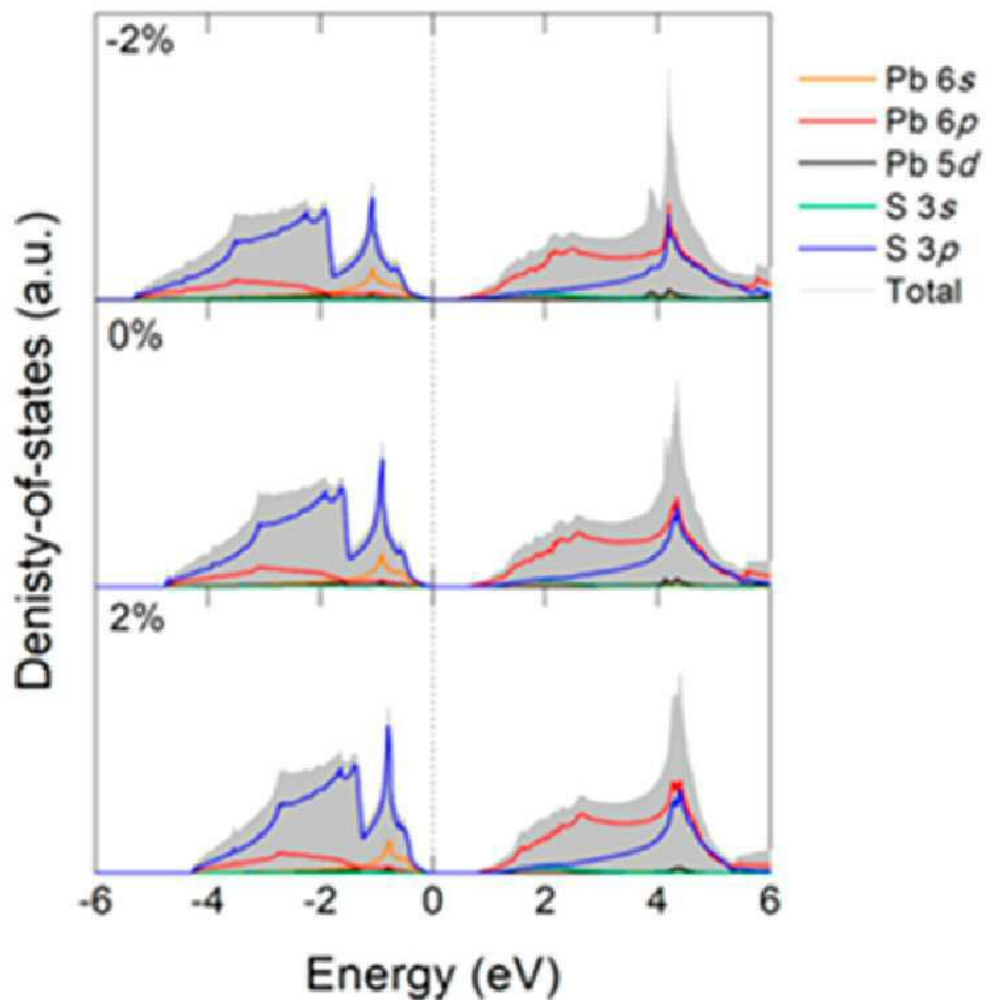 -2%
Pb 6s
Pb 6p
Pb 5d
S 3s
S 3p
Total
0%
2%
Denisty-of-states (a.u.)
-6 -4 -2 0 2 4 6
Energy (eV)